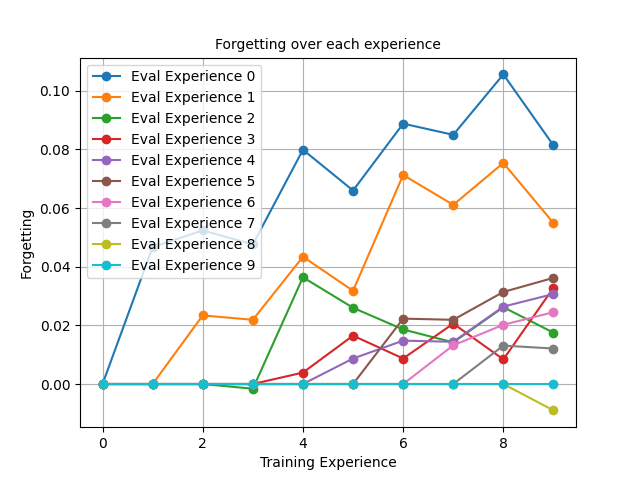 Forgetting over each experience
Eval Experience 0
Eval Experience 1
Eval Experience 2
Eval Experience 3
Eval Experience 4
Eval Experience 5
Eval Experience 6
Eval Experience 7
Eval Experience 8
Eval Experience 9
0.10
0.08
0.06
0.04
0.02
0.00
Forgetting
0 2 4 6 8
Training Experience